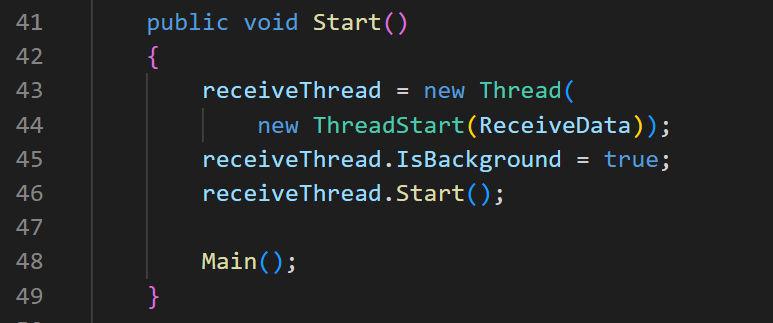 41 public void Start()
42 {
43 receiveThread = new Thread(
44 new ThreadStart(ReceiveData));
45 receiveThread.IsBackground = true;
46 receiveThread.Start();
47
48 Main();
49 }